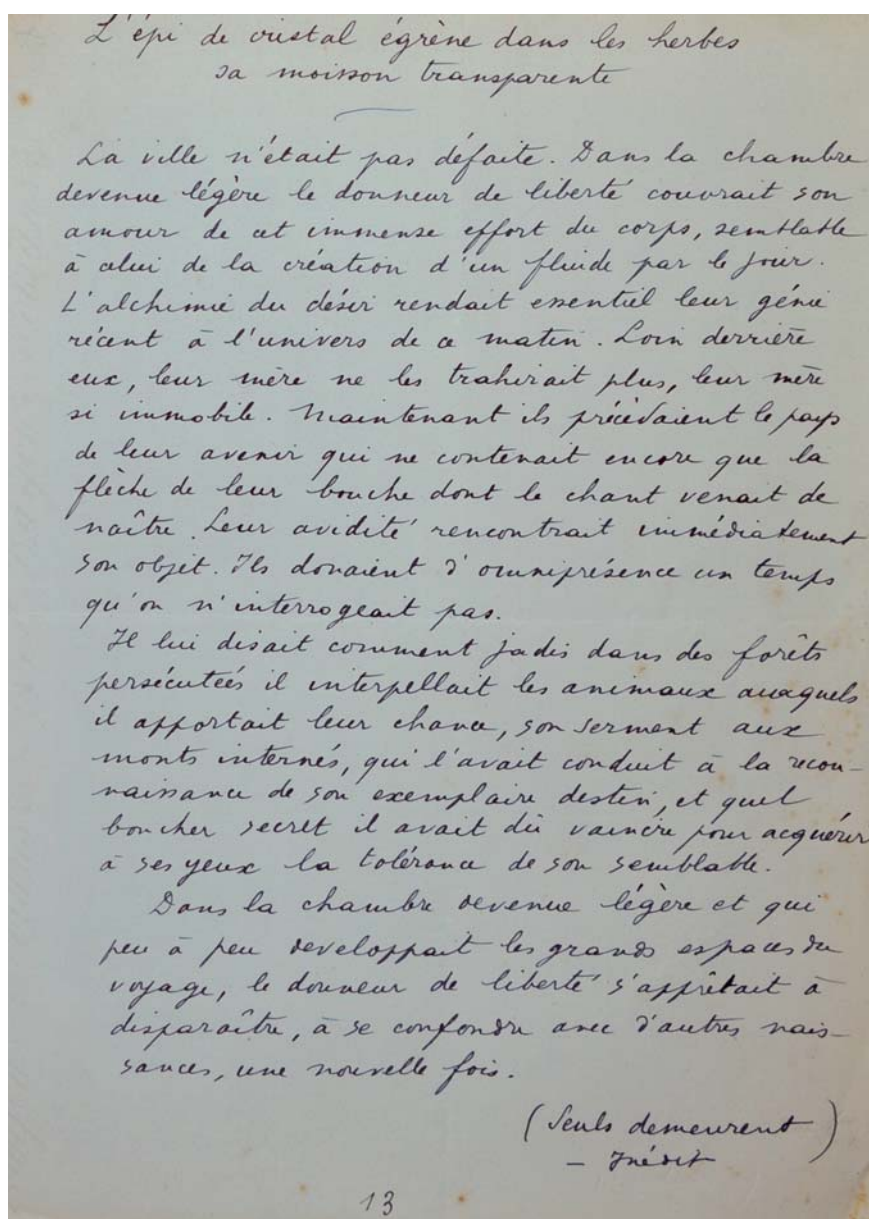 L'épi de cristal égrène dans les herbes
sa moisson transparente
La ville n'était pas défaite. Dans la chambre
devenue légère le donneur de liberté couvrait son
amour de cet immense effort du corps, semblable
à celui de la création d'un fluide par le jour.
L'alchimie du désir rendait essentiel leur génie
récent à l'univers de ce matin. Loin derrière
eux, leur mère ne les trahirait plus, leur mère
si immobile. Maintenant ils précédaient le pays
de leur avenir qui ne contenait encore que la
flèche de leur bouche dont le chant venait de
naître. Leur avidité rencontrait immédiatement
son objet. Ils douaient d'omniprésence un temps
qu'on n'interrogeait pas.
Il lui disait comment jadis dans des forêts
persécutées il interpellait les animaux auxquels
il apportait leur chance, son serment aux
monts internés, qui l'avait conduit à la recon-
naissance de son exemplaire destin, et quel
boucher secret il avait dû vaincre pour acquérir
à ses yeux la tolérance de son semblable.
Dans la chambre devenue légère et qui
peu à peu developpait les grands espaces du
voyage, le donneur de liberté s'apprêtait à
disparaître, à se confondre avec d'autres nais-
sances, une nouvelle fois.
(Seuls demeurent)
- Inédit
13